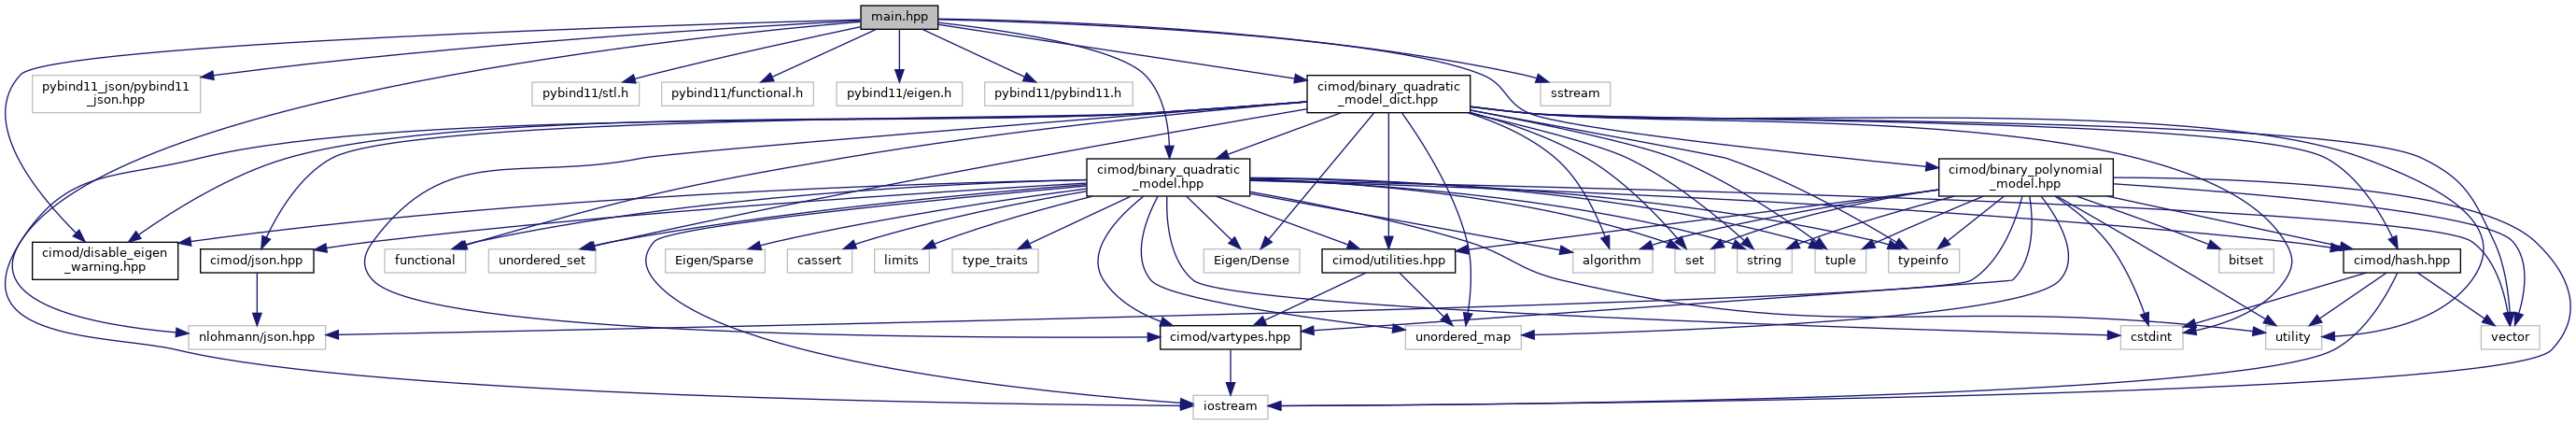 main.hpp
pybind11_json/pybind11
_json.hpp
pybind11/stl.h
pybind11/functional.h
pybind11/eigen.h
pybind11/pybind11.h
cimod/binary_quadratic
_model_dict.hpp
sstream
cimod/binary_quadratic
_model.hpp
cimod/binary_polynomial
_model.hpp
cimod/disable_eigen
_warning.hpp
cimod/json.hpp
functional
unordered_set
Eigen/Sparse
cassert
limits
type_traits
Eigen/Dense
cimod/utilities.hpp
algorithm
set
string
tuple
typeinfo
bitset
cimod/hash.hpp
nlohmann/json.hpp
cimod/vartypes.hpp
unordered_map
cstdint
utility
vector
iostream